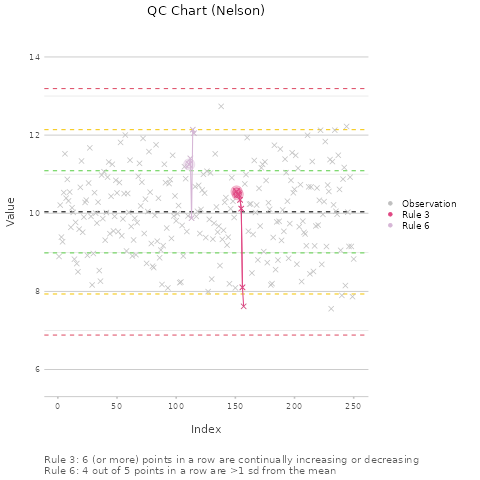 QC Chart (Nelson)
14
12
10
8
6
Value
0
50
100
150
200
250
Index
Observation
Rule 3
Rule 6
Rule 3: 6 (or more) points in a row are continually increasing or decreasing
Rule 6: 4 out of 5 points in a row are >1 sd from the mean